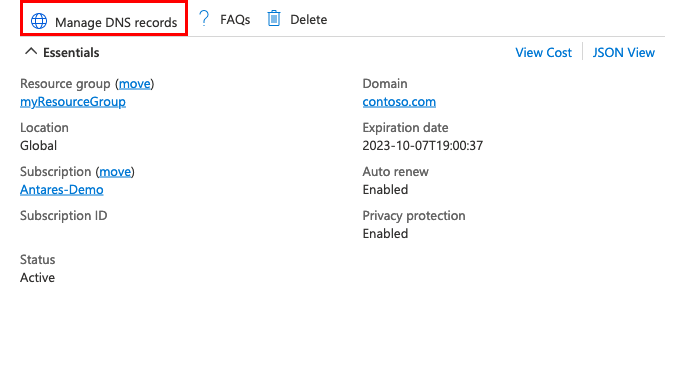 Manage DNS records
? FAQs
Delete
Essentials
View Cost
JSON View
Resource group (move)
myResourceGroup
Location
Global
Subscription (move)
Antares-Demo
Subscription ID
Status
Active
Domain
contoso.com
Expiration date
2023-10-07T19:00:37
Auto renew
Enabled
Privacy protection
Enabled